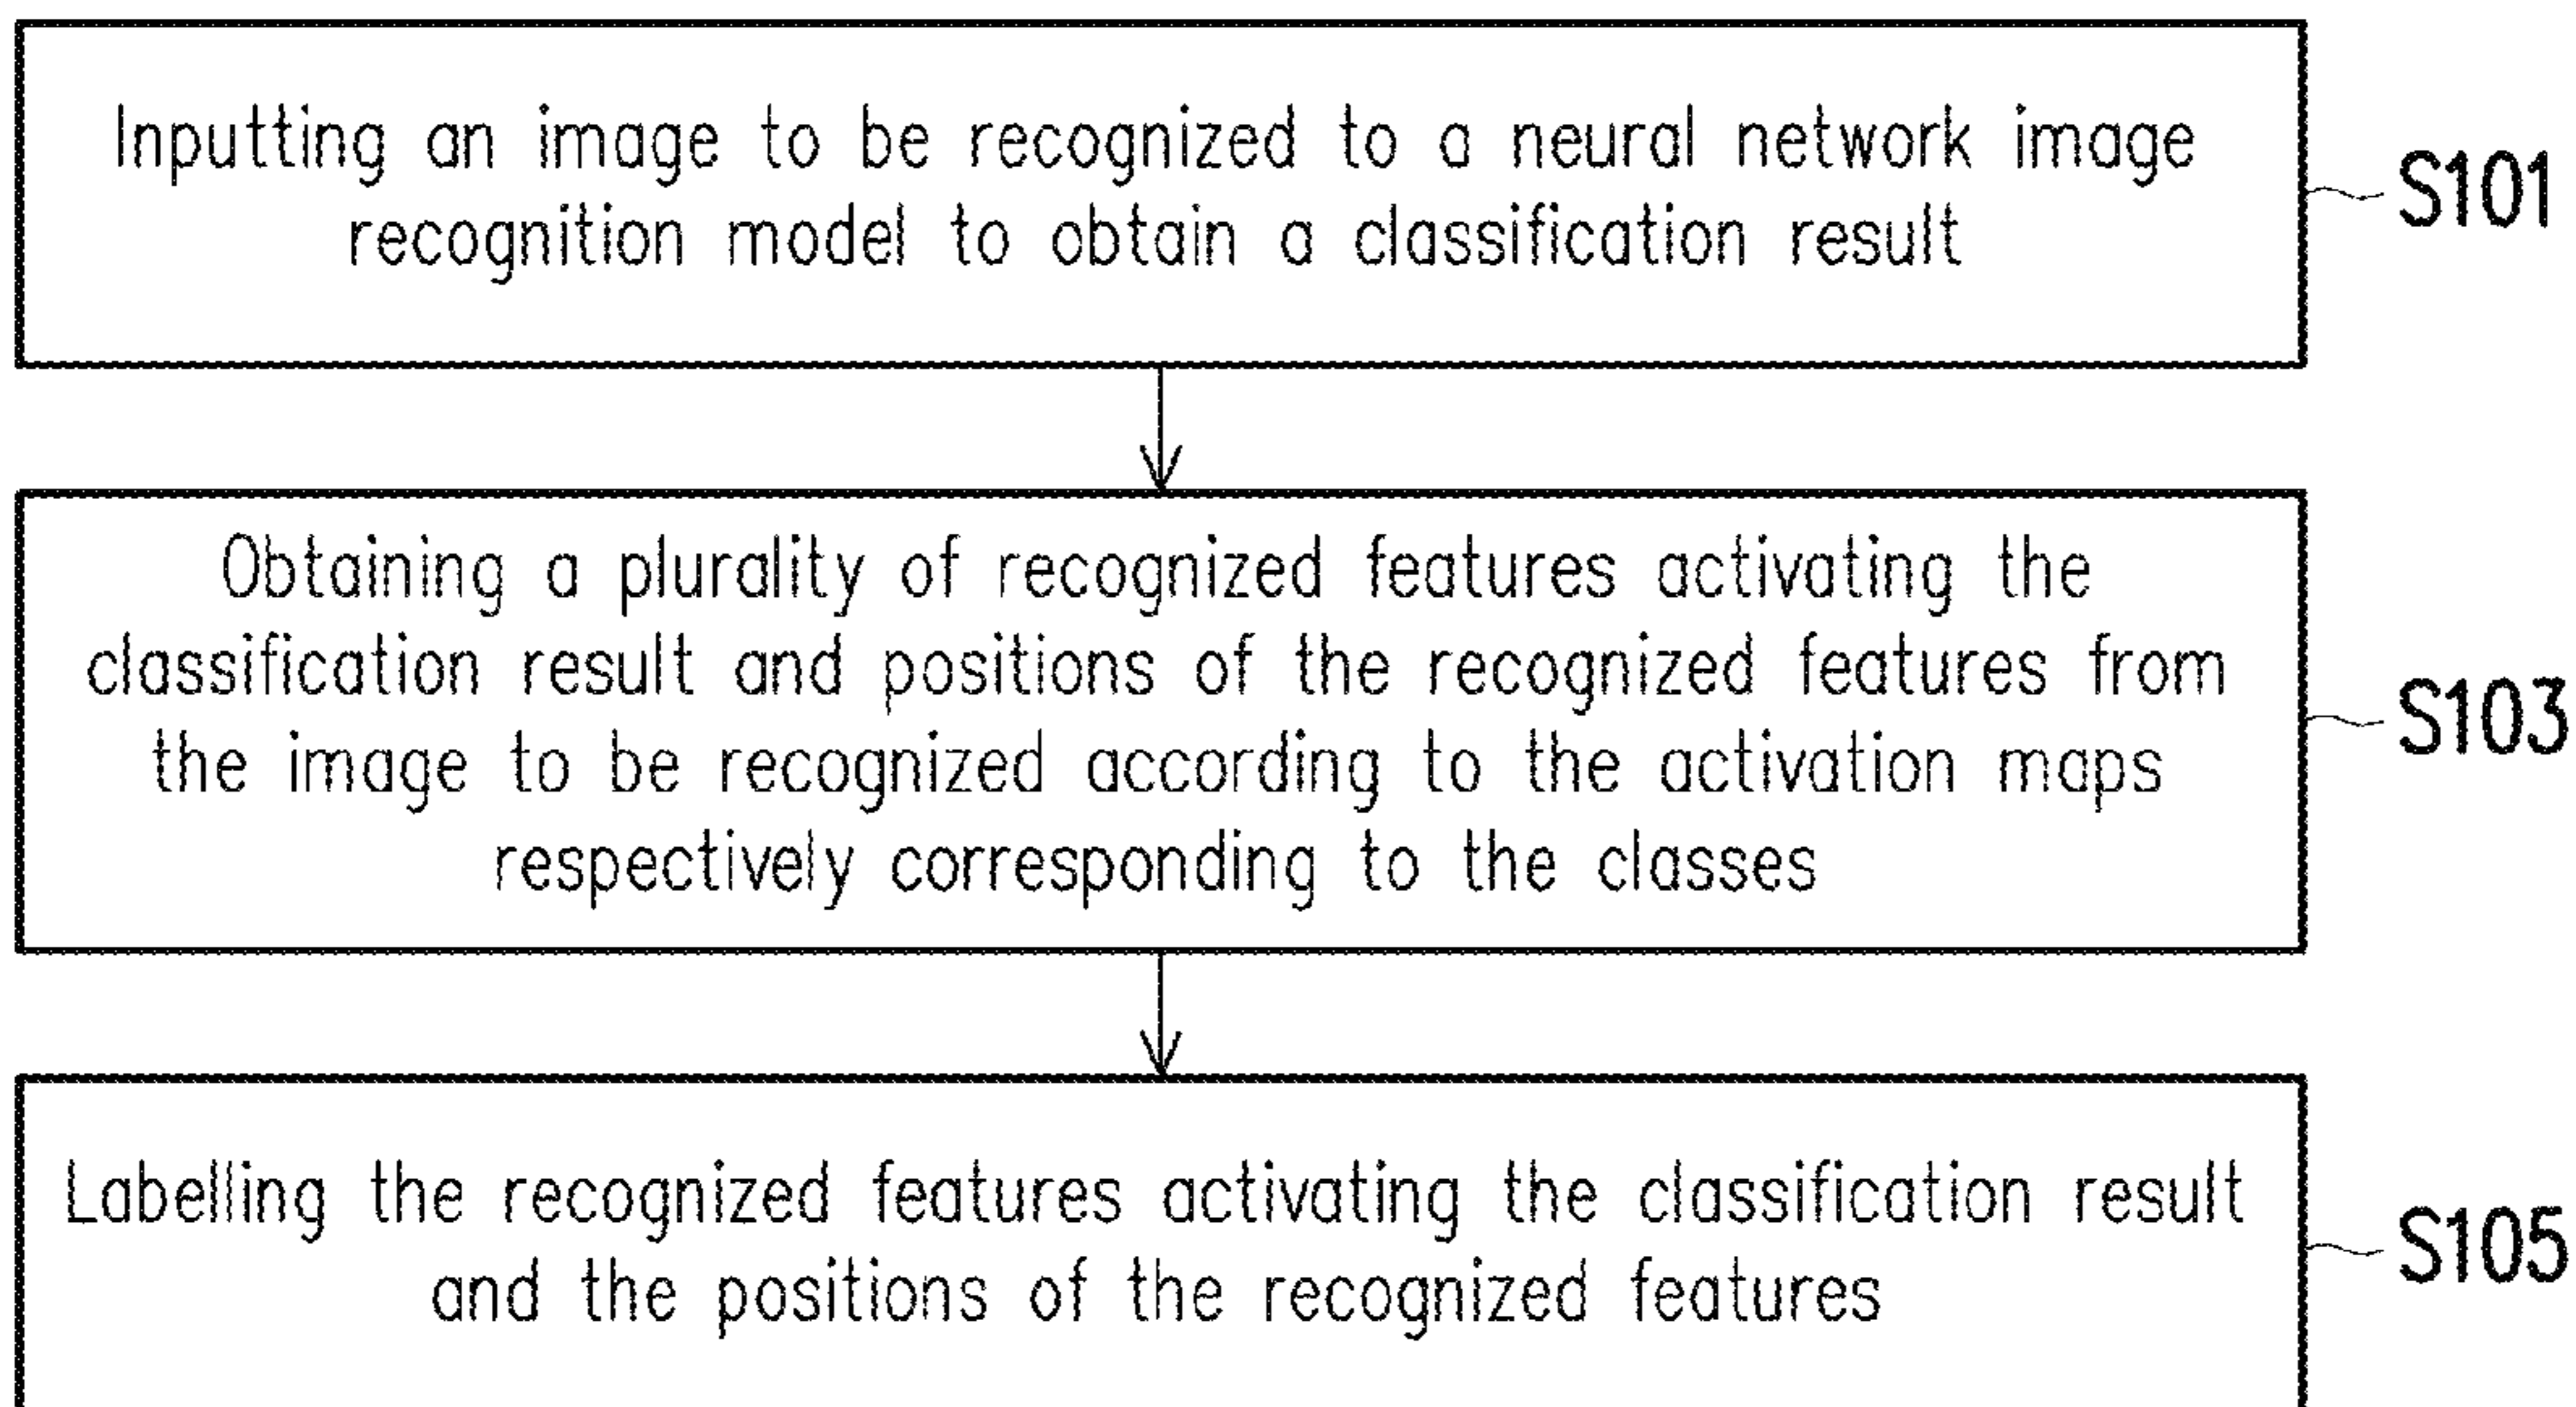 Inputting an image to be recognized to a neural network image
recognition model to obtain a classification result
S101
Obtaining a plurality of recognized features activating the
classification result and positions of the recognized features from
the image to be recognized according to the activation maps
respectively corresponding to the classes
S103
Labelling the recognized features activating the classification result
and the positions of the recognized features
S105